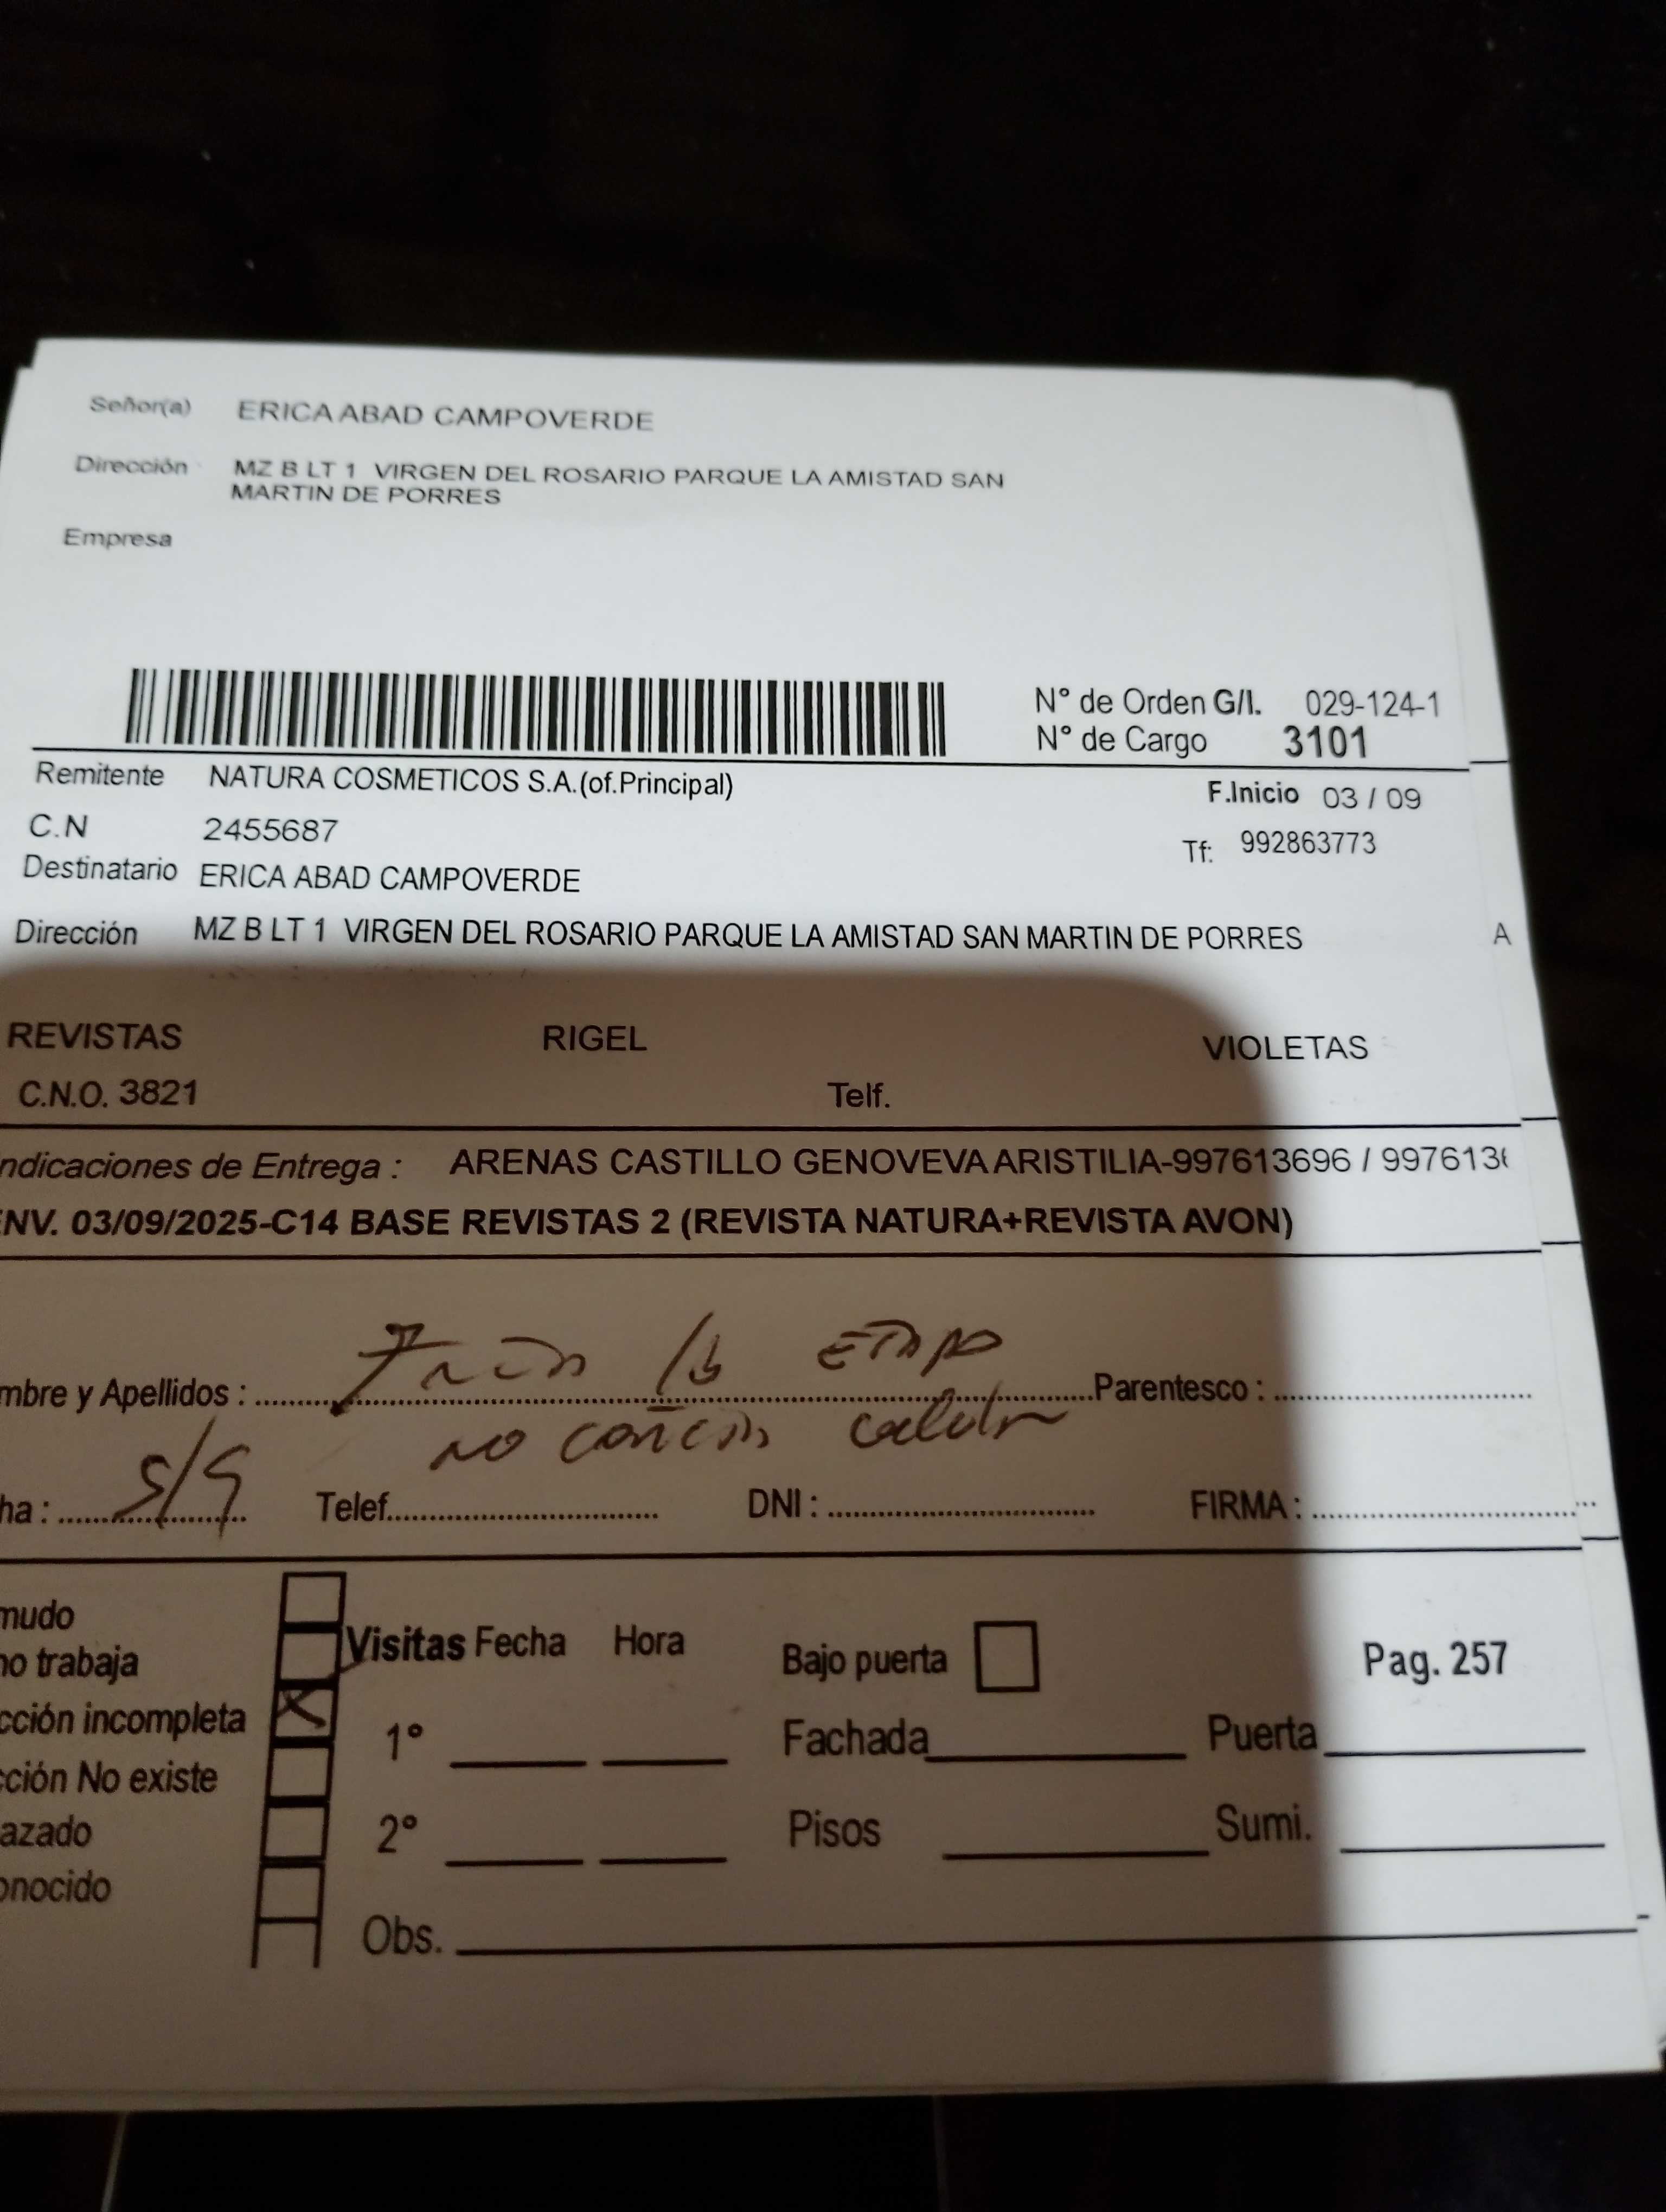 Señor(a) ERICA ABAD CAMPOVERDE
Dirección MZ B LT 1 VIRGEN DEL ROSARIO PARQUE LA AMISTAD SAN
MARTIN DE PORRES
Empresa
N° de Orden G/I. 029-124-1
N° de Cargo 3101
Remitente NATURA COSMETICOS S.A.(of.Principal)
F.Inicio 03 / 09
C.N 2455687
Tf: 992863773
Destinatario ERICA ABAD CAMPOVERDE
Dirección MZ B LT 1 VIRGEN DEL ROSARIO PARQUE LA AMISTAD SAN MARTIN DE PORRES A
REVISTAS RIGEL VIOLETAS
C.N.O. 3821 Telf.
ndicaciones de Entrega : ARENAS CASTILLO GENOVEVA ARISTILIA-997613696 / 9976136
ENV. 03/09/2025-C14 BASE REVISTAS 2 (REVISTA NATURA+REVISTA AVON)
ETAPA
mbre y Apellidos : Parentesco :
NO
ha : 5/9 Telef. DNI : FIRMA :
mudo
no trabaja
cción incompleta
cción No existe
azado
onocido
Visitas Fecha Hora
1°
2°
Obs.
Bajo puerta
Pag. 257
Fachada Puerta
Pisos Sumi.